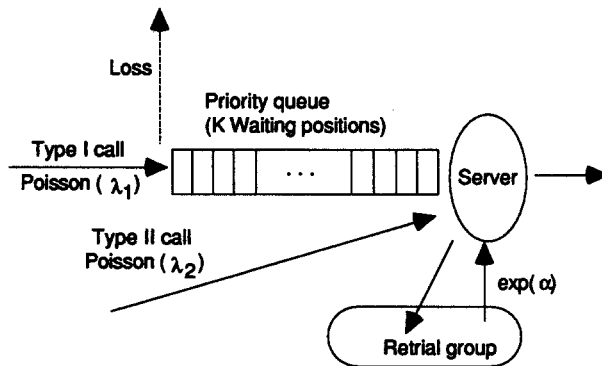 Loss
Priority queue
(K Waiting positions)
Type I call
Poisson ( λ1)
...
Server
Type II call
Poisson ( λ2)
exp( α)
Retrial group